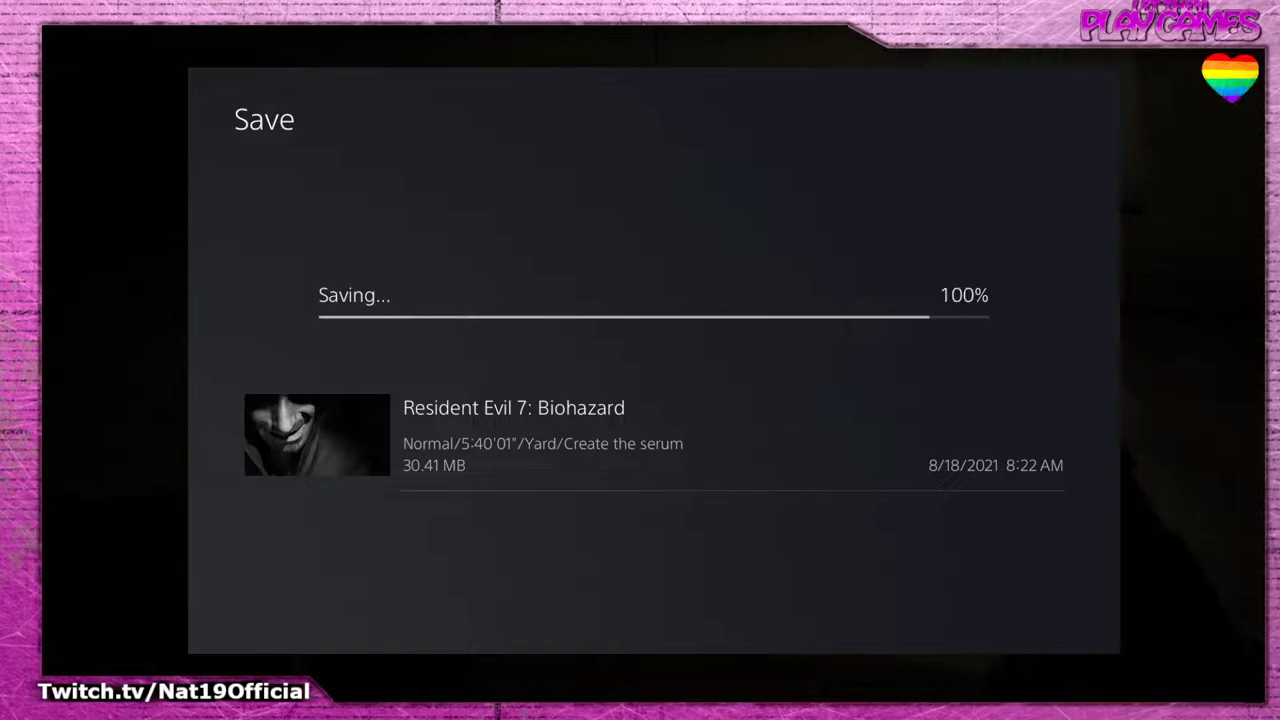 PLAY GAMES
Save
Saving...
100%
Resident Evil 7: Biohazard
Normal/5:40'01"/Yard/Create the serum
30.41 MB
8/18/2021 8:22 AM
Twitch.tv/Nat19Official